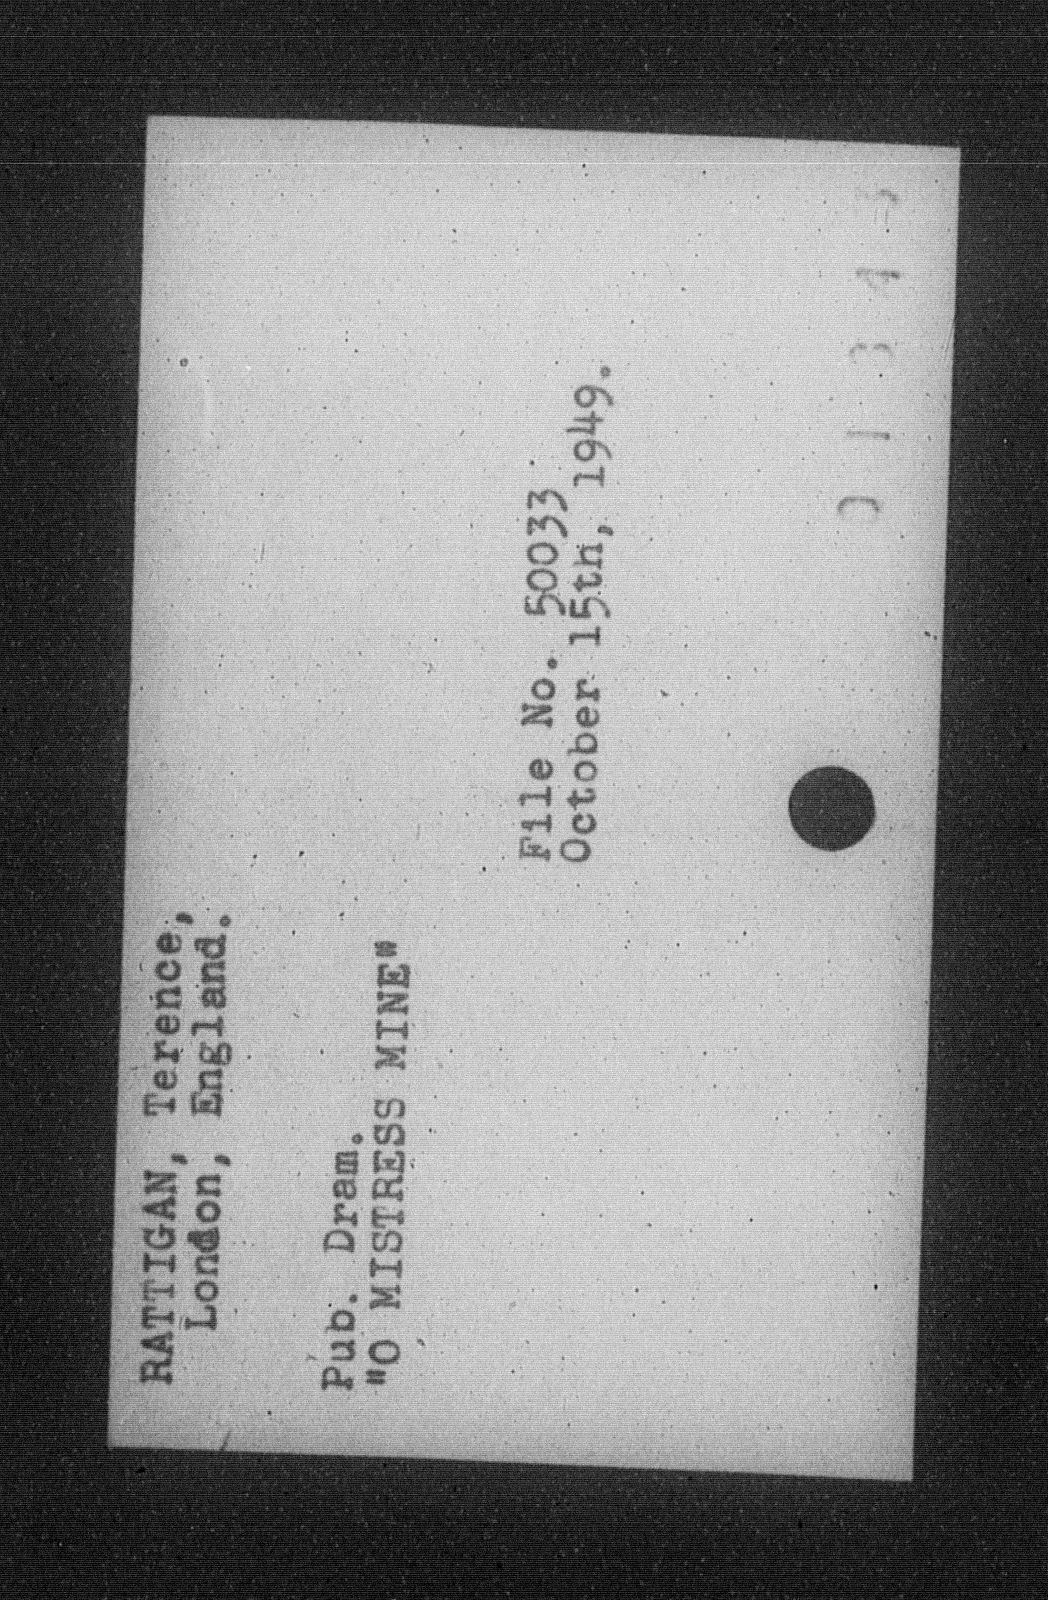 RATTIGAN, Terence,
London, England.
Pub. Dram.
"O MISTRESS MINE"
File No. 50033
October 15th, 1949.